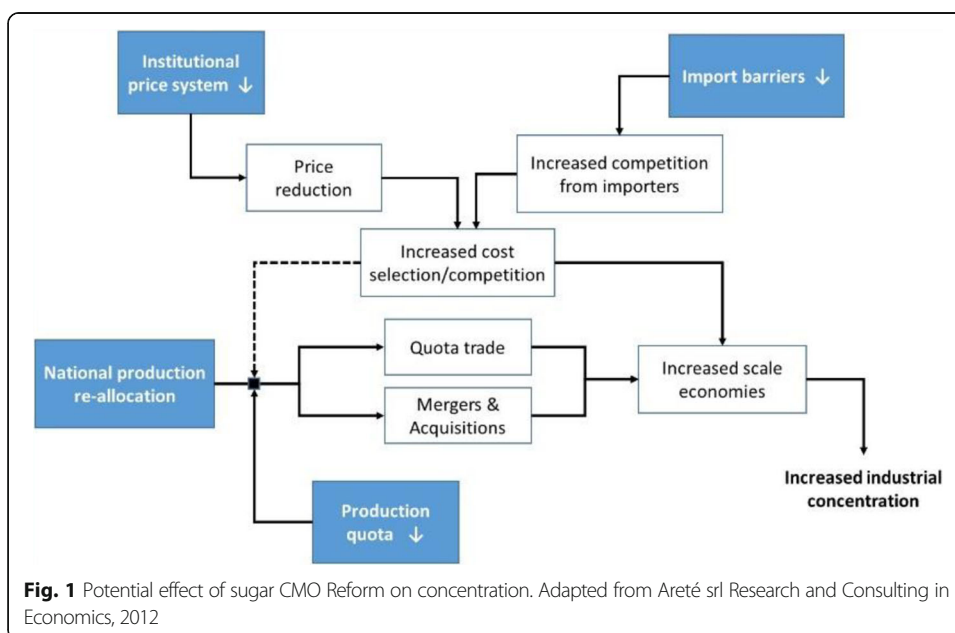 Institutional
price system ↓
Import barriers ↓
Price
reduction
Increased competition
from importers
Increased cost
selection/competition
National production
re-allocation
Quota trade
Mergers &
Acquisitions
Increased scale
economies
Production
quota ↓
Increased industrial
concentration
Fig. 1 Potential effect of sugar CMO Reform on concentration. Adapted from Areté srl Research and Consulting in
Economics, 2012